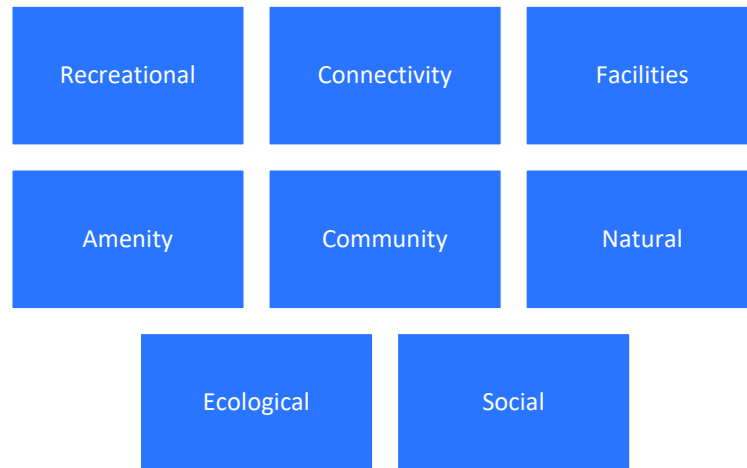 Recreational
Connectivity
Facilities
Amenity
Community
Natural
Ecological
Social